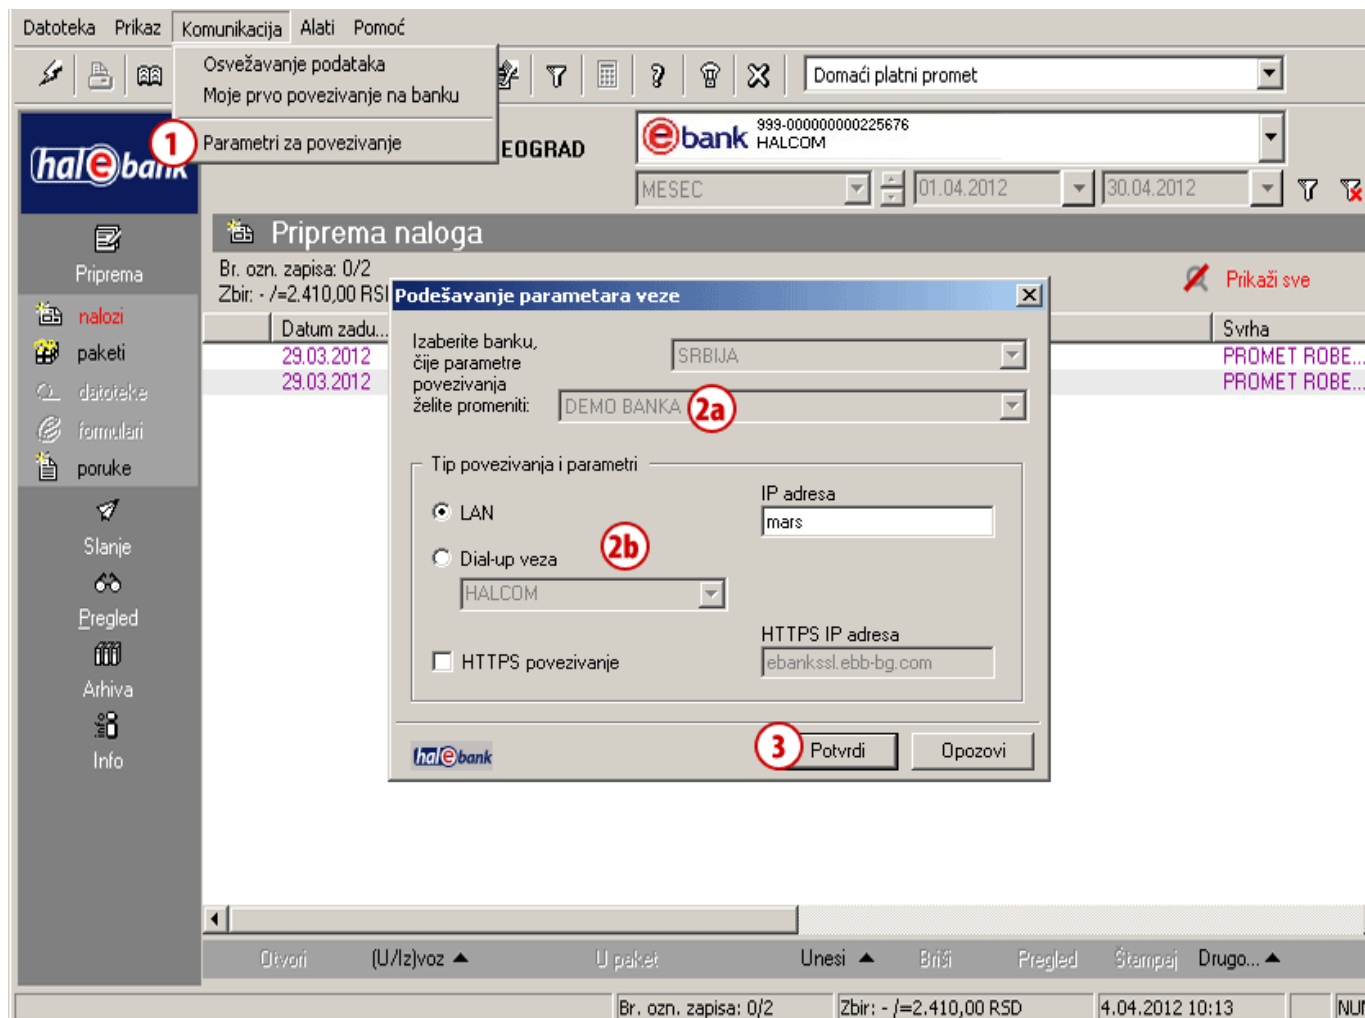 Datoteka Prikaz Komunikacija Alati Pomoć
Osvežavanje podataka
Moje prvo povezivanje na banku
Parametri za povezivanje
1
Domaći platni promet
hal e bank
EOGRAD
ebank 999-000000000225676
HALCOM
MESEC 01.04.2012 30.04.2012
Priprema naloga
Br. ozn. zapisa: 0/2
Zbir: - /=2.410,00 RSI
Prikaži sve
Datum zadu... Svrha
29.03.2012 PROMET ROBE...
29.03.2012 PROMET ROBE...
Priprema
nalozi
paketi
datoteke
formulari
poruke
Slanje
Pregled
Arhiva
Info
Podešavanje parametara veze
Izaberite banku,
čije parametre
povezivanja
želite promeniti:
SRBIJA
DEMO BANKA
2a
Tip povezivanja i parametri
LAN
IP adresa
mars
Dial-up veza
2b
HALCOM
HTTPS povezivanje
HTTPS IP adresa
ebankssl.ebb-bg.com
halebank
3
Potvrdi Opozovi
Otvori (U/Iz)voz U paket Unesi Briši Pregled Štampaj Drugo...
Br. ozn. zapisa: 0/2 Zbir: - /=2.410,00 RSD 4.04.2012 10:13 NUM